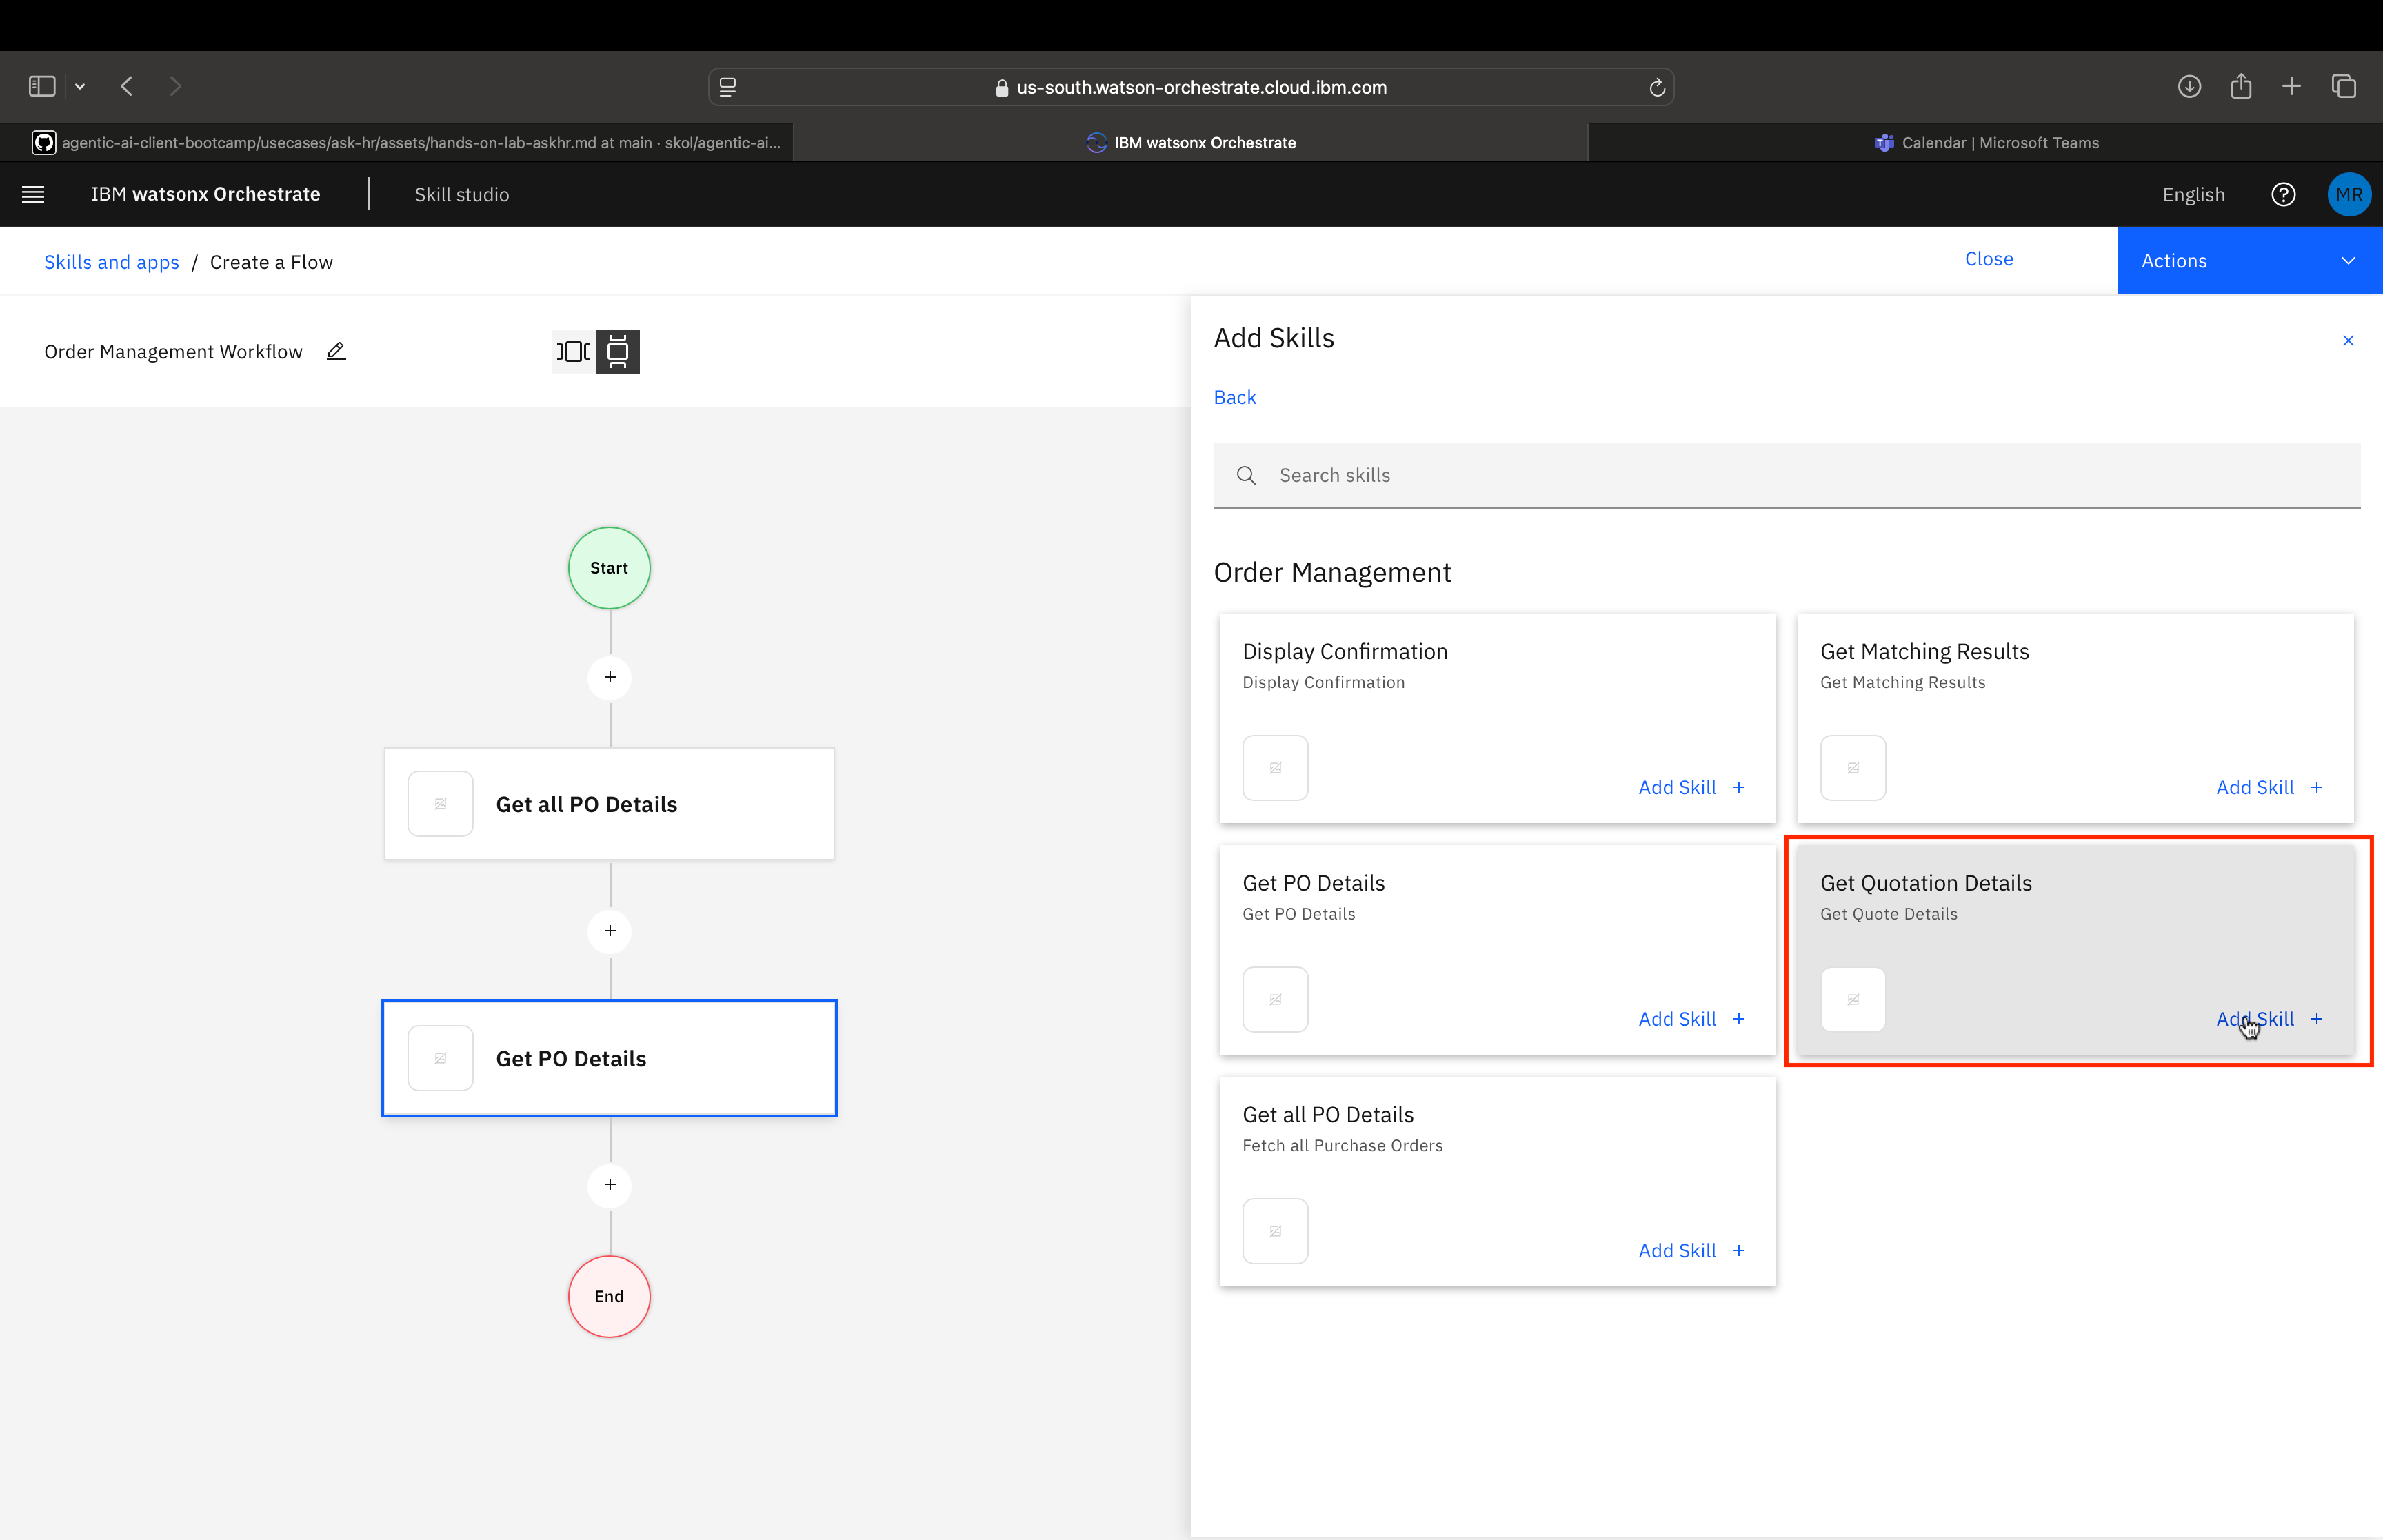 us-south.watson-orchestrate.cloud.ibm.com
agentic-ai-client-bootcamp/usecases/ask-hr/assets/hands-on-lab-askhr.md at main · skol/agentic-ai...
IBM watsonx Orchestrate
Calendar | Microsoft Teams
IBM watsonx Orchestrate
Skill studio
English
MR
Skills and apps / Create a Flow
Close
Actions
Order Management Workflow
Start
Get all PO Details
Get PO Details
End
Add Skills
Back
Search skills
Order Management
Display Confirmation
Display Confirmation
Add Skill +
Get Matching Results
Get Matching Results
Add Skill +
Get PO Details
Get PO Details
Add Skill +
Get Quotation Details
Get Quote Details
Add Skill +
Get all PO Details
Fetch all Purchase Orders
Add Skill +